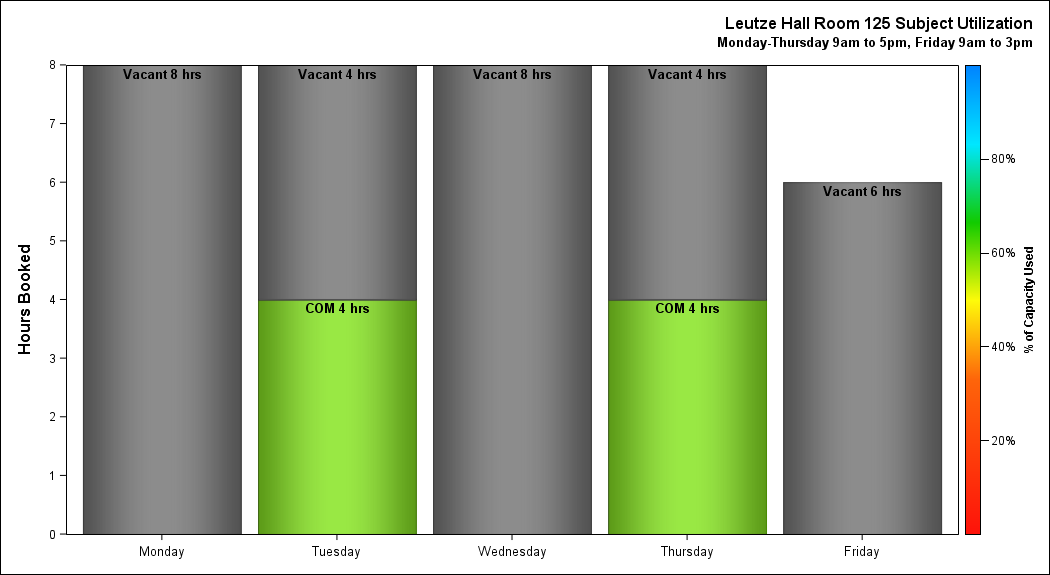 Leutze Hall Room 125 Subject Utilization
Monday-Thursday 9am to 5pm, Friday 9am to 3pm
Hours Booked
8
7
6
5
4
3
2
1
0
Vacant 8 hrs
Vacant 4 hrs
Vacant 8 hrs
Vacant 4 hrs
Vacant 6 hrs
COM 4 hrs
COM 4 hrs
Monday
Tuesday
Wednesday
Thursday
Friday
80%
60%
40%
20%
% of Capacity Used